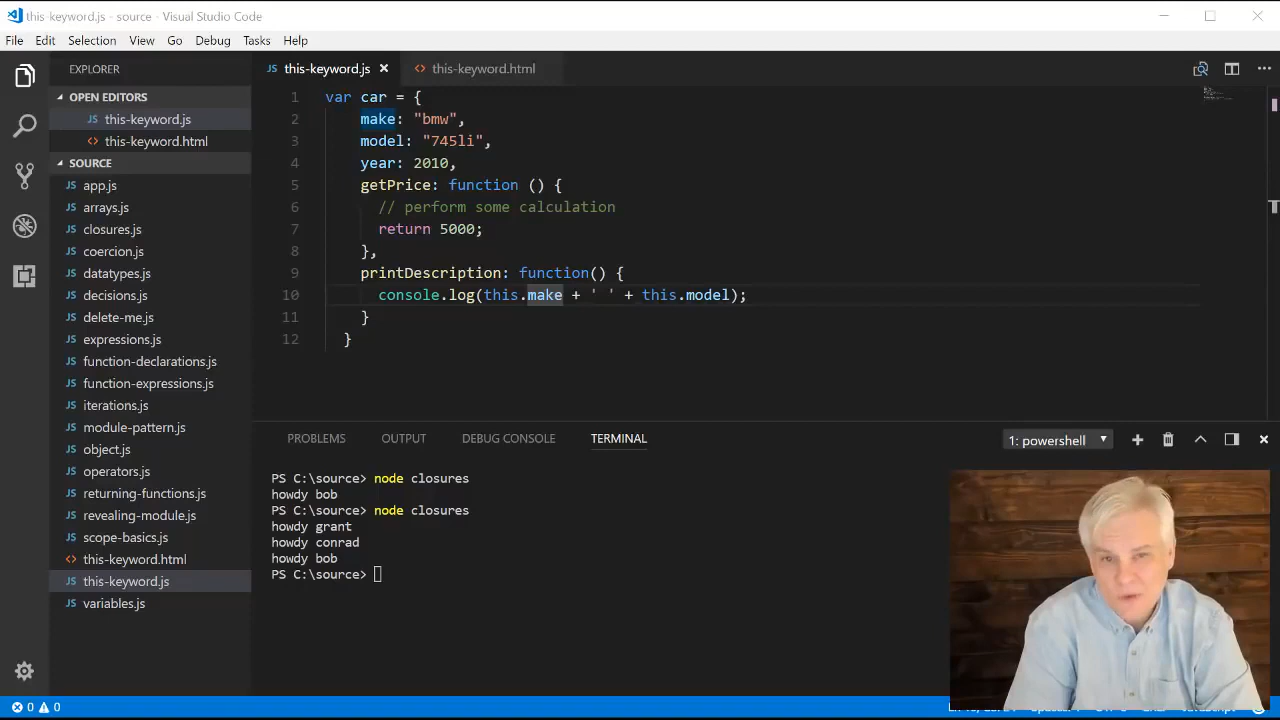 this-keyword.js - source - Visual Studio Code
File Edit Selection View Go Debug Tasks Help
EXPLORER
OPEN EDITORS
this-keyword.js
this-keyword.html
SOURCE
app.js
arrays.js
closures.js
coercion.js
datatypes.js
decisions.js
delete-me.js
expressions.js
function-declarations.js
function-expressions.js
iterations.js
module-pattern.js
object.js
operators.js
returning-functions.js
revealing-module.js
scope-basics.js
this-keyword.html
this-keyword.js
variables.js
JS this-keyword.js × <> this-keyword.html
1 var car = {
2 make: "bmw",
3 model: "745li",
4 year: 2010,
5 getPrice: function () {
6 // perform some calculation
7 return 5000;
8 },
9 printDescription: function() {
10 console.log(this.make + ' ' + this.model);
11 }
12 }
PROBLEMS OUTPUT DEBUG CONSOLE TERMINAL 1: powershell
PS C:\source> node closures
howdy bob
PS C:\source> node closures
howdy grant
howdy conrad
howdy bob
PS C:\source>
0 0